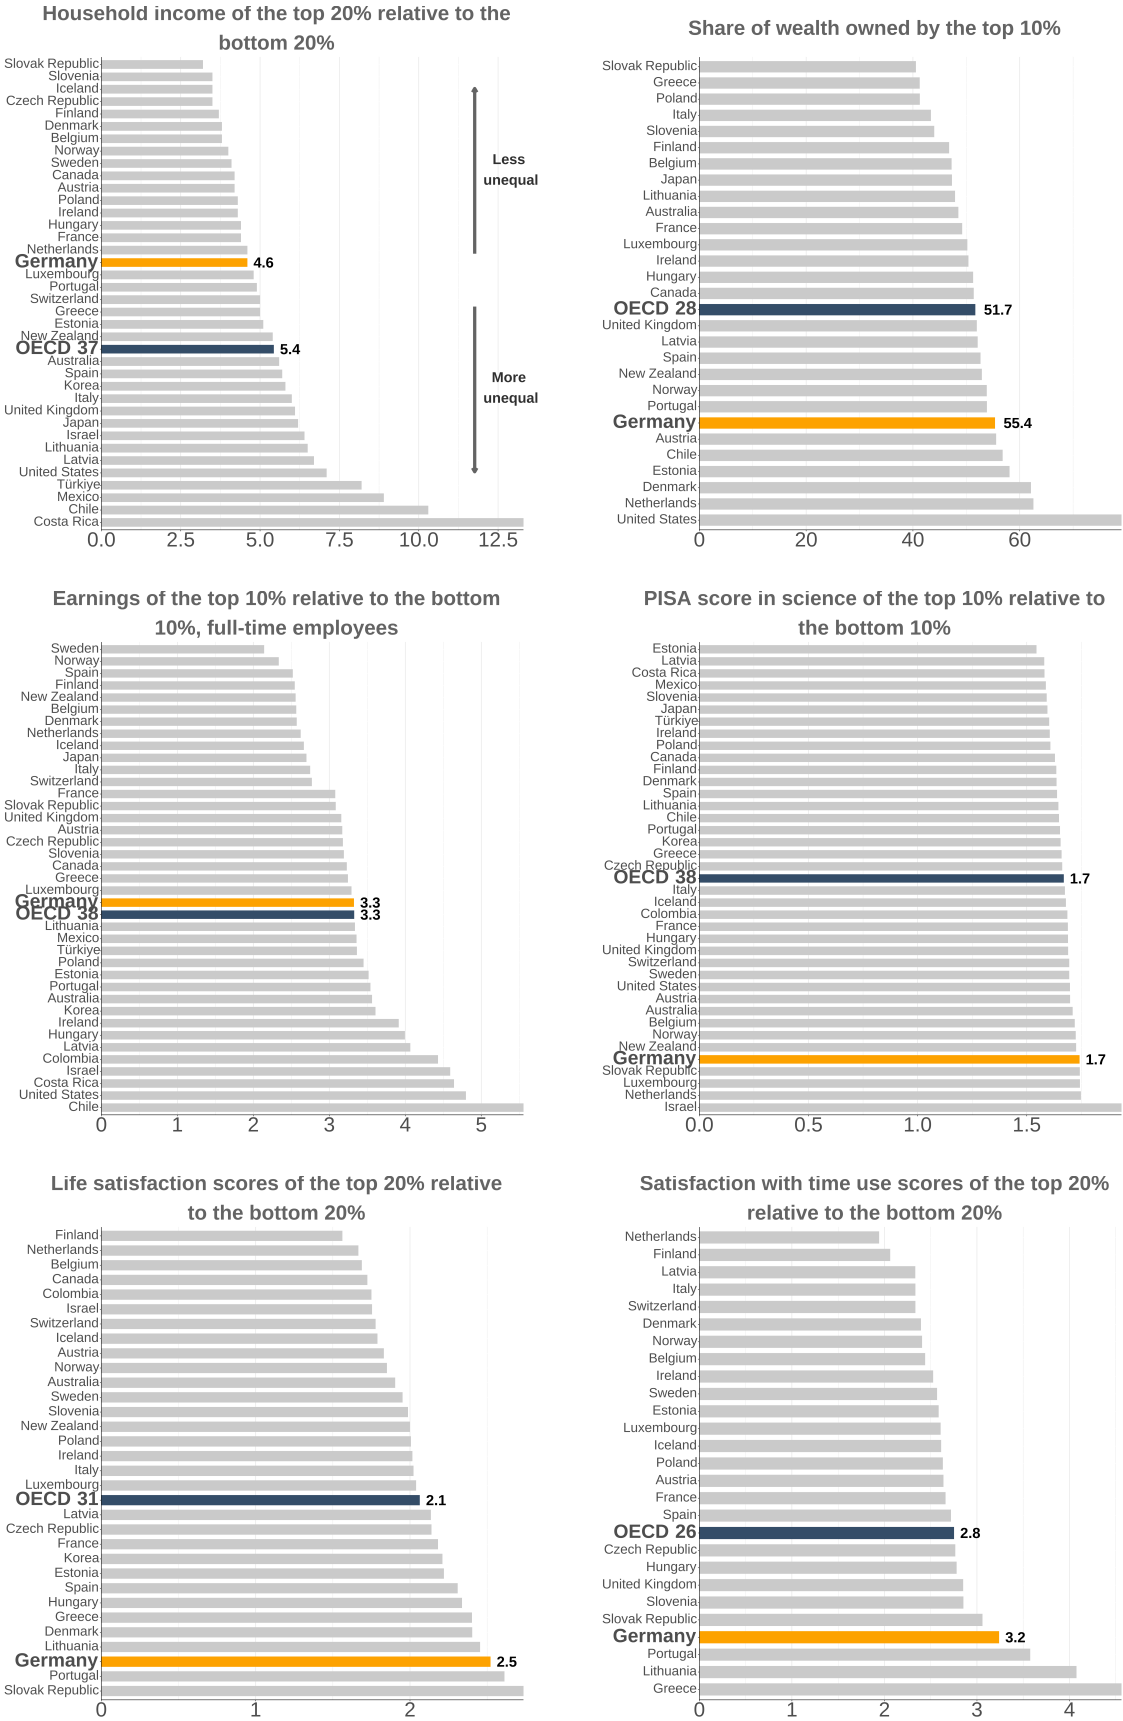 Household income of the top 20% relative to the
bottom 20%
Slovak Republic
Slovenia
Iceland
Czech Republic
Finland
Denmark
Belgium
Norway
Sweden
Canada
Austria
Poland
Ireland
Hungary
France
Netherlands
Germany 4.6
Luxembourg
Portugal
Switzerland
Greece
Estonia
New Zealand
OECD 37 5.4
Australia
Spain
Korea
Italy
United Kingdom
Japan
Israel
Lithuania
Latvia
United States
Türkiye
Mexico
Chile
Costa Rica
0.0 2.5 5.0 7.5 10.0 12.5
Less
unequal
More
unequal
Share of wealth owned by the top 10%
Slovak Republic
Greece
Poland
Italy
Slovenia
Finland
Belgium
Japan
Lithuania
Australia
France
Luxembourg
Ireland
Hungary
Canada
OECD 28 51.7
United Kingdom
Latvia
Spain
New Zealand
Norway
Portugal
Germany 55.4
Austria
Chile
Estonia
Denmark
Netherlands
United States
0 20 40 60
Earnings of the top 10% relative to the bottom
10%, full-time employees
Sweden
Norway
Spain
Finland
New Zealand
Belgium
Denmark
Netherlands
Iceland
Japan
Italy
Switzerland
France
Slovak Republic
United Kingdom
Austria
Czech Republic
Slovenia
Canada
Greece
Luxembourg
Germany 3.3
OECD 38 3.3
Lithuania
Mexico
Türkiye
Poland
Estonia
Portugal
Australia
Korea
Ireland
Hungary
Latvia
Colombia
Israel
Costa Rica
United States
Chile
0 1 2 3 4 5
PISA score in science of the top 10% relative to
the bottom 10%
Estonia
Latvia
Costa Rica
Mexico
Slovenia
Japan
Türkiye
Ireland
Poland
Canada
Finland
Denmark
Spain
Lithuania
Chile
Portugal
Korea
Greece
Czech Republic
OECD 38 1.7
Italy
Iceland
Colombia
France
Hungary
United Kingdom
Switzerland
Sweden
United States
Austria
Australia
Belgium
Norway
New Zealand
Germany 1.7
Slovak Republic
Luxembourg
Netherlands
Israel
0.0 0.5 1.0 1.5
Life satisfaction scores of the top 20% relative
to the bottom 20%
Finland
Netherlands
Belgium
Canada
Colombia
Israel
Switzerland
Iceland
Austria
Norway
Australia
Sweden
Slovenia
New Zealand
Poland
Ireland
Italy
Luxembourg
OECD 31 2.1
Latvia
Czech Republic
France
Korea
Estonia
Spain
Hungary
Greece
Denmark
Lithuania
Germany 2.5
Portugal
Slovak Republic
0 1 2
Satisfaction with time use scores of the top 20%
relative to the bottom 20%
Netherlands
Finland
Latvia
Italy
Switzerland
Denmark
Norway
Belgium
Ireland
Sweden
Estonia
Luxembourg
Iceland
Poland
Austria
France
Spain
OECD 26 2.8
Czech Republic
Hungary
United Kingdom
Slovenia
Slovak Republic
Germany 3.2
Portugal
Lithuania
Greece
0 1 2 3 4